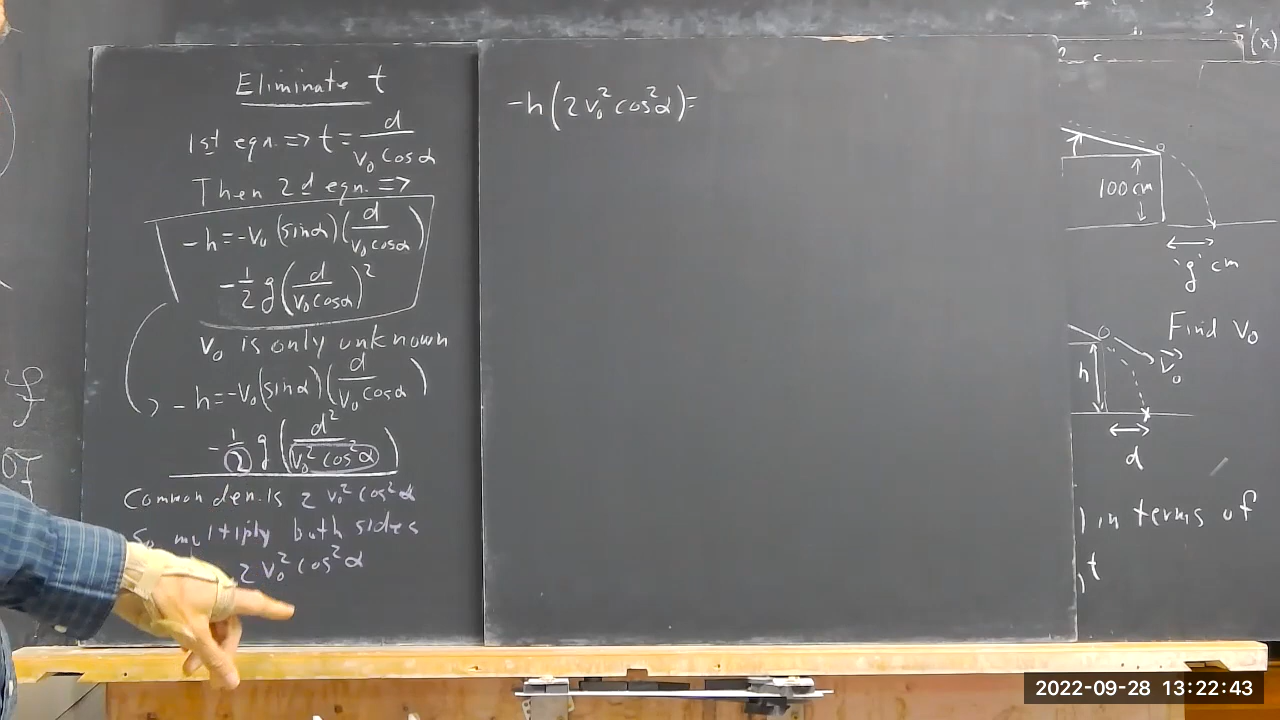 Eliminate t
1st eqn. => t = d / (v₀ cos α)
Then 2d eqn. =>
-h = -v₀ (sin α) (d / (v₀ cos α))
- 1/2 g (d / (v₀ cos α))²
v₀ is only unknown
-h = -v₀ (sin α) (d / (v₀ cos α))
- 1/2 g (d² / (v₀² cos² α))
Common den. is 2 v₀² cos² α
So multiply both sides
2 v₀² cos² α
-h (2 v₀² cos² α) =
100 cm
"g" cm
Find v₀
h
v₀
d
) in terms of
t
2022-09-28 13:22:43